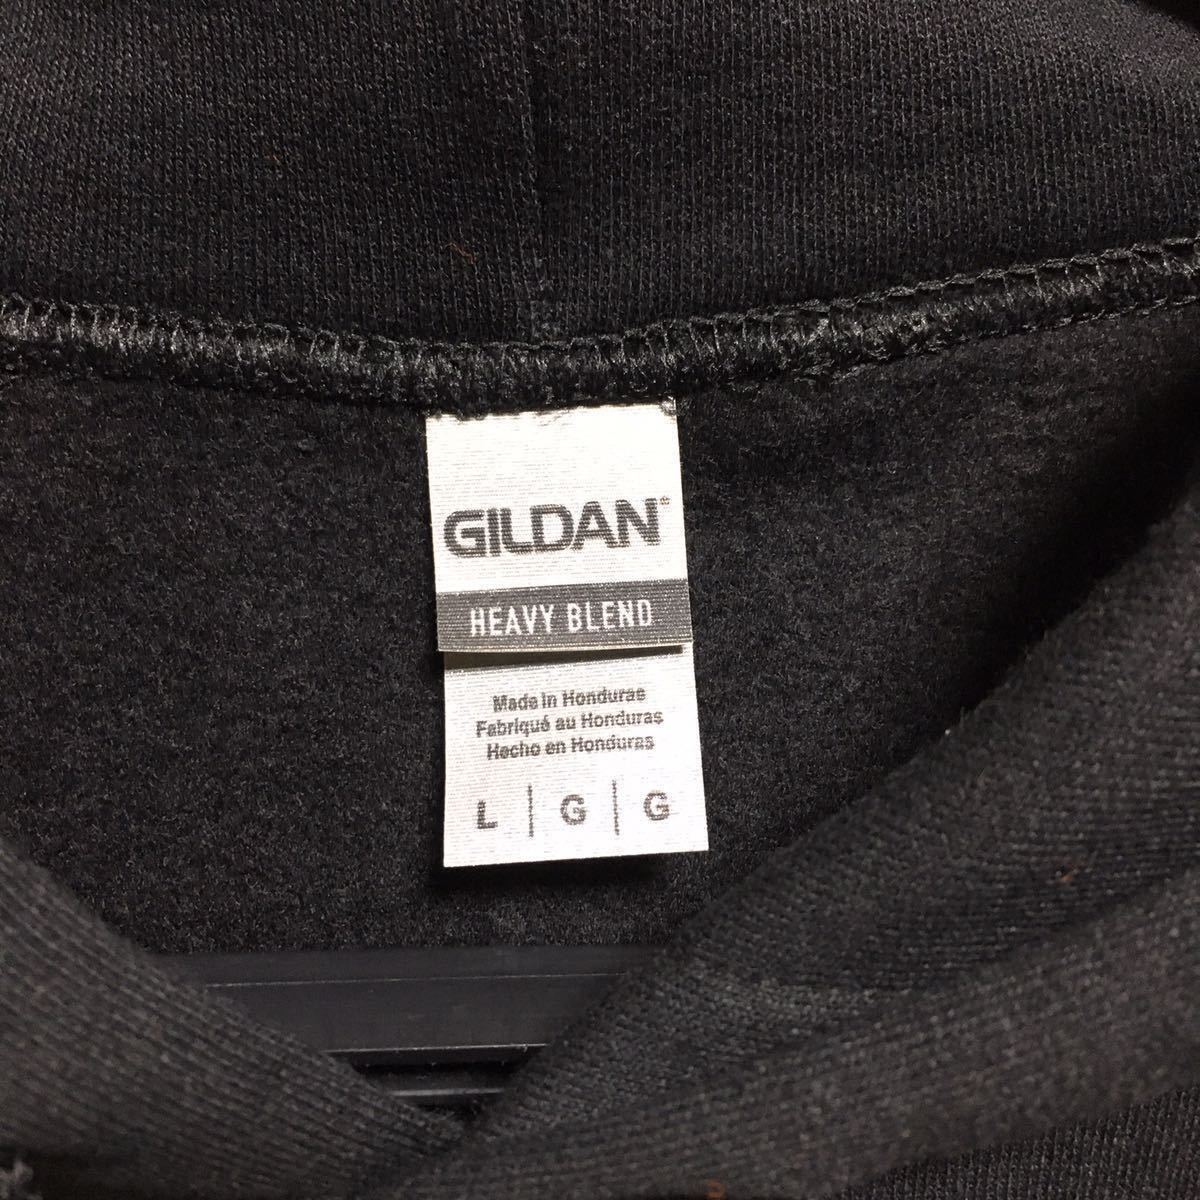 GILDAN®
HEAVY BLEND
Made in Honduras
Fabriqué au Honduras
Hecho en Honduras
L | G | G